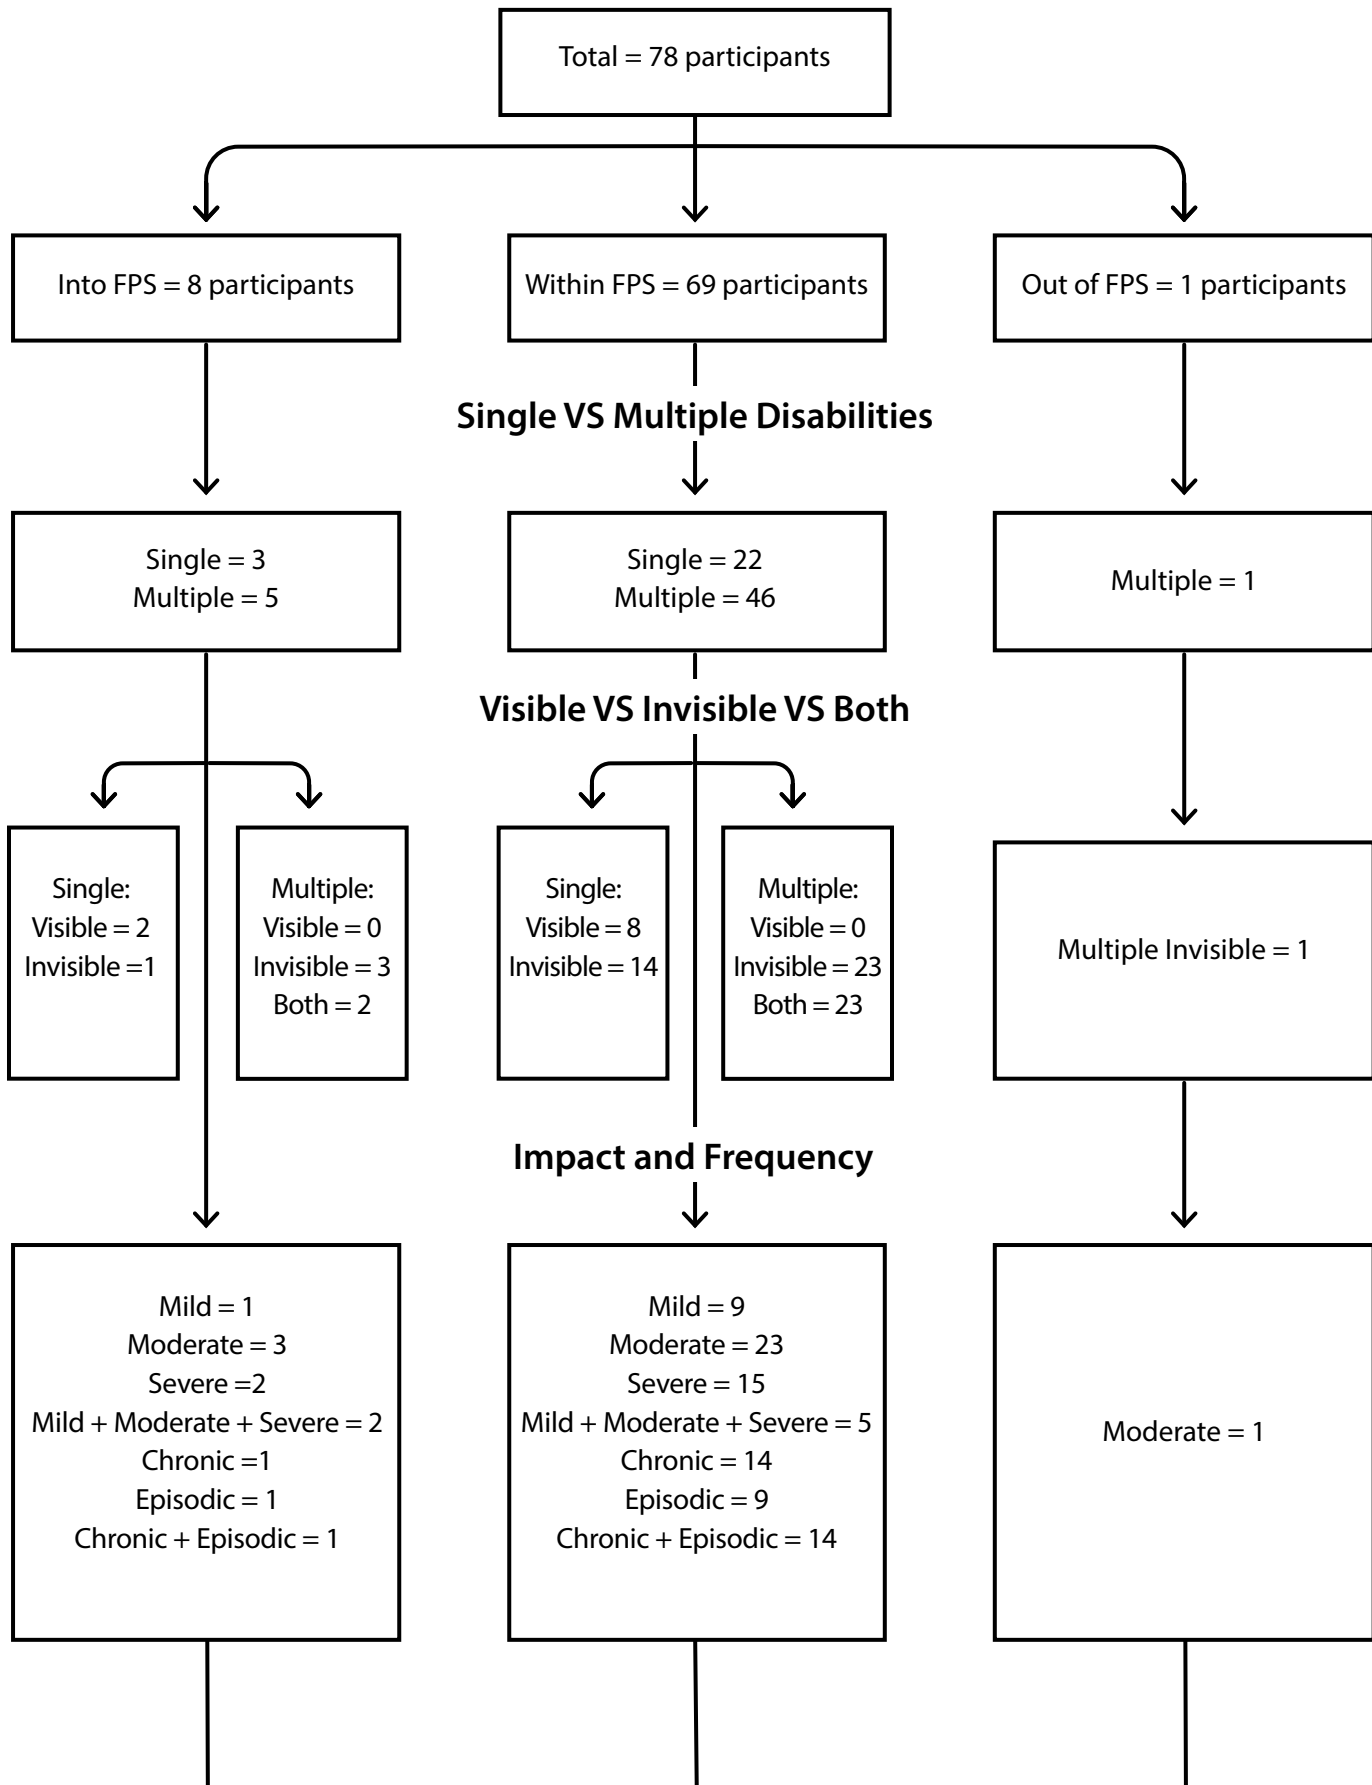 Total = 78 participants
Into FPS = 8 participants
Within FPS = 69 participants
Out of FPS = 1 participants
Single VS Multiple Disabilities
Single = 3
Multiple = 5
Single = 22
Multiple = 46
Multiple = 1
Visible VS Invisible VS Both
Single:
Visible = 2
Invisible =1
Multiple:
Visible = 0
Invisible = 3
Both = 2
Single:
Visible = 8
Invisible = 14
Multiple:
Visible = 0
Invisible = 23
Both = 23
Multiple Invisible = 1
Impact and Frequency
Mild = 1
Moderate = 3
Severe =2
Mild + Moderate + Severe = 2
Chronic =1
Episodic = 1
Chronic + Episodic = 1
Mild = 9
Moderate = 23
Severe = 15
Mild + Moderate + Severe = 5
Chronic = 14
Episodic = 9
Chronic + Episodic = 14
Moderate = 1